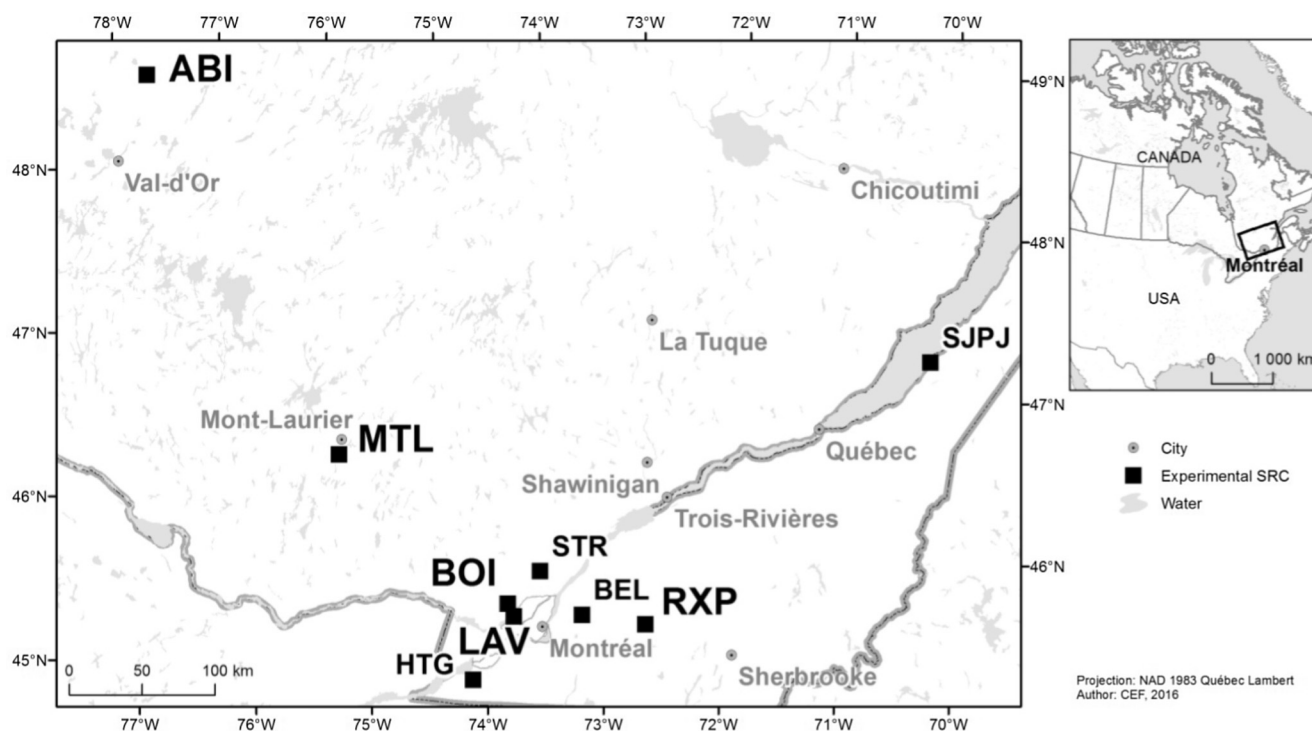 78°W 77°W 76°W 75°W 74°W 73°W 72°W 71°W 70°W
ABI
49°N
48°N
Val-d'Or
Chicoutimi
CANADA
48°N
Montréal
USA
47°N
La Tuque
SJPJ
0 1 000 km
Mont-Laurier
MTL
47°N
Québec
City
Shawinigan
Experimental SRC
46°N
Trois-Rivières
Water
STR
BOI
46°N
BEL
RXP
LAV
Montréal
HTG
45°N
Sherbrooke
0 50 100 km
45°N
Projection: NAD 1983 Québec Lambert
Author: CEF, 2016
77°W 76°W 75°W 74°W 73°W 72°W 71°W 70°W